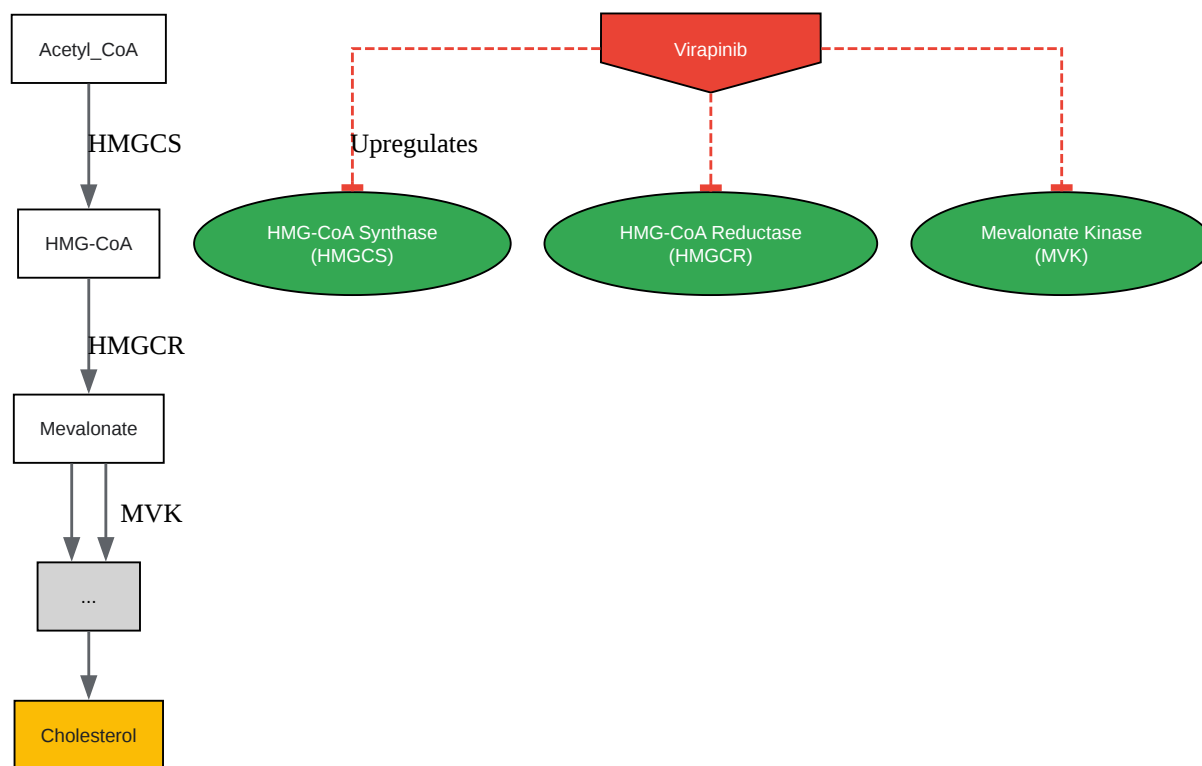 Acetyl_CoA
Virapinib
HMGCS
Upregulates
HMG-CoA
HMG-CoA Synthase
(HMGCS)
HMG-CoA Reductase
(HMGCR)
Mevalonate Kinase
(MVK)
HMGCR
Mevalonate
MVK
...
Cholesterol